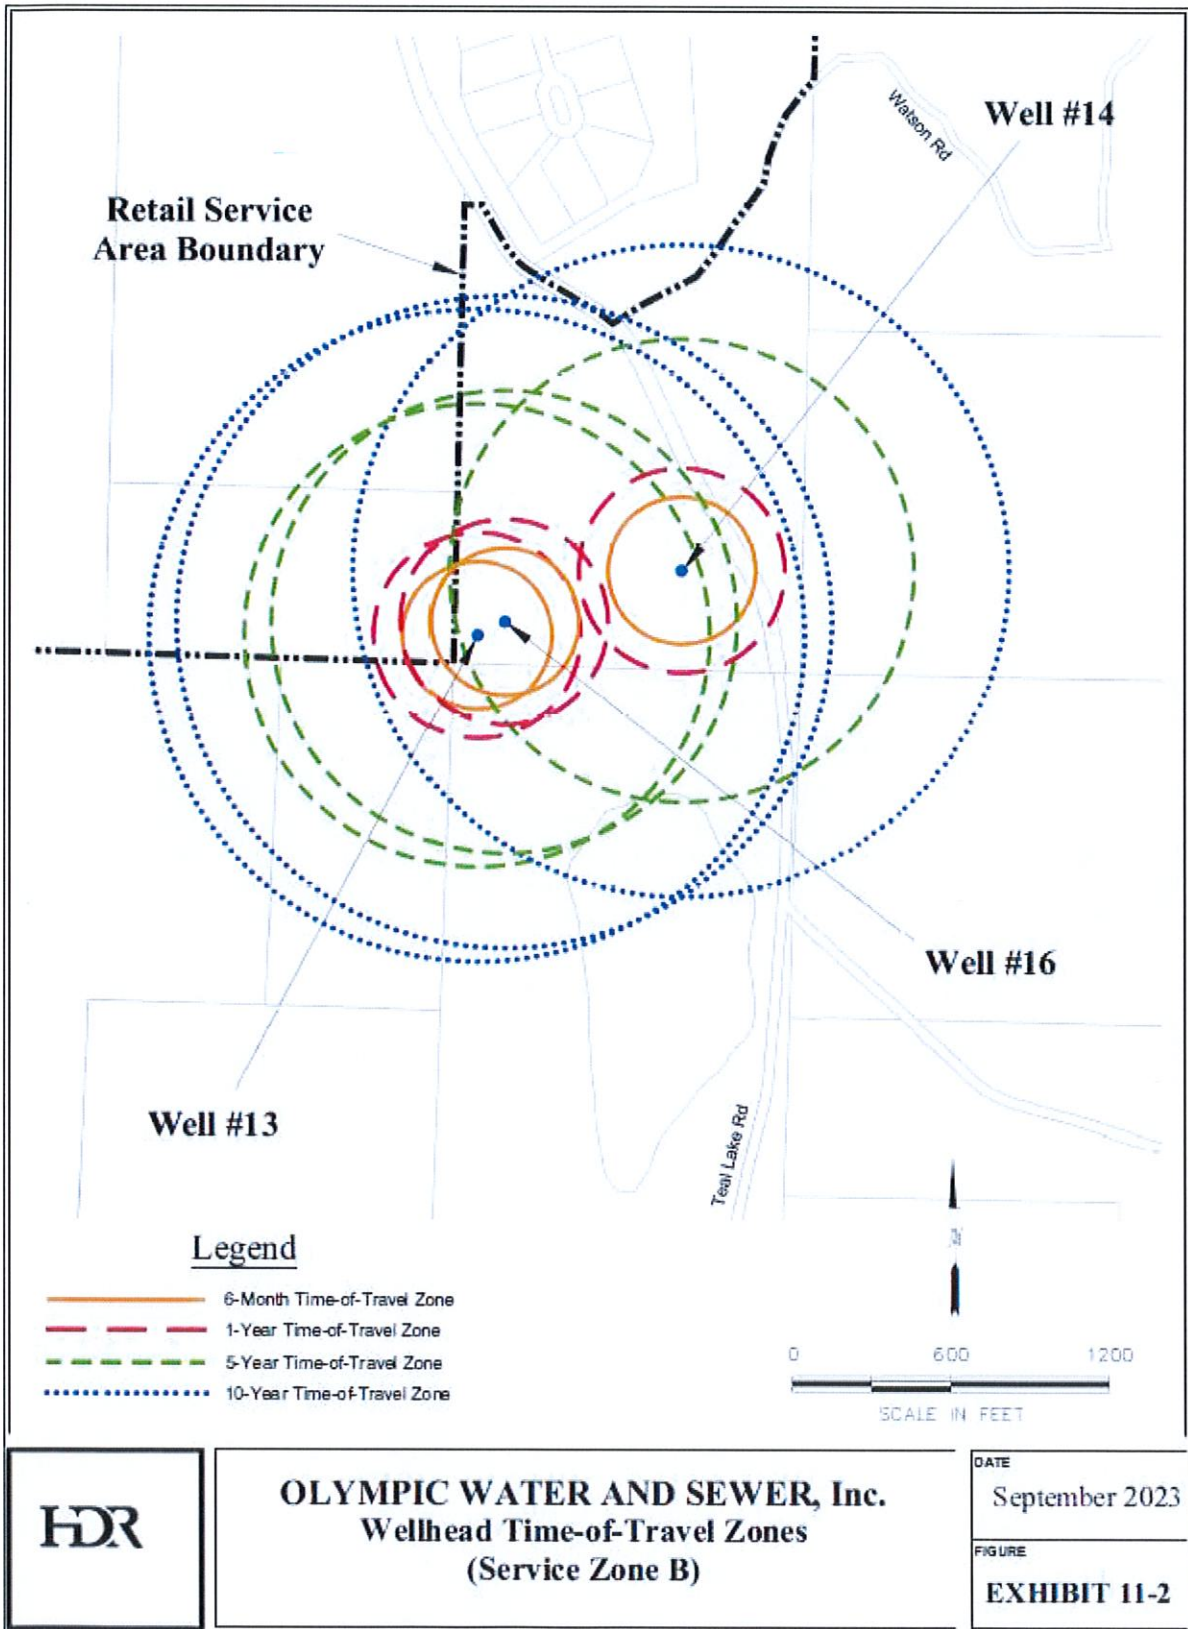 Well #14
Watson Rd
Retail Service
Area Boundary
Well #16
Well #13
Teal Lake Rd
Legend
6-Month Time-of-Travel Zone
1-Year Time-of-Travel Zone
5-Year Time-of-Travel Zone
10-Year Time-of-Travel Zone
N
0 600 1200
SCALE IN FEET
HDR
OLYMPIC WATER AND SEWER, Inc.
Wellhead Time-of-Travel Zones
(Service Zone B)
DATE
September 2023
FIGURE
EXHIBIT 11-2